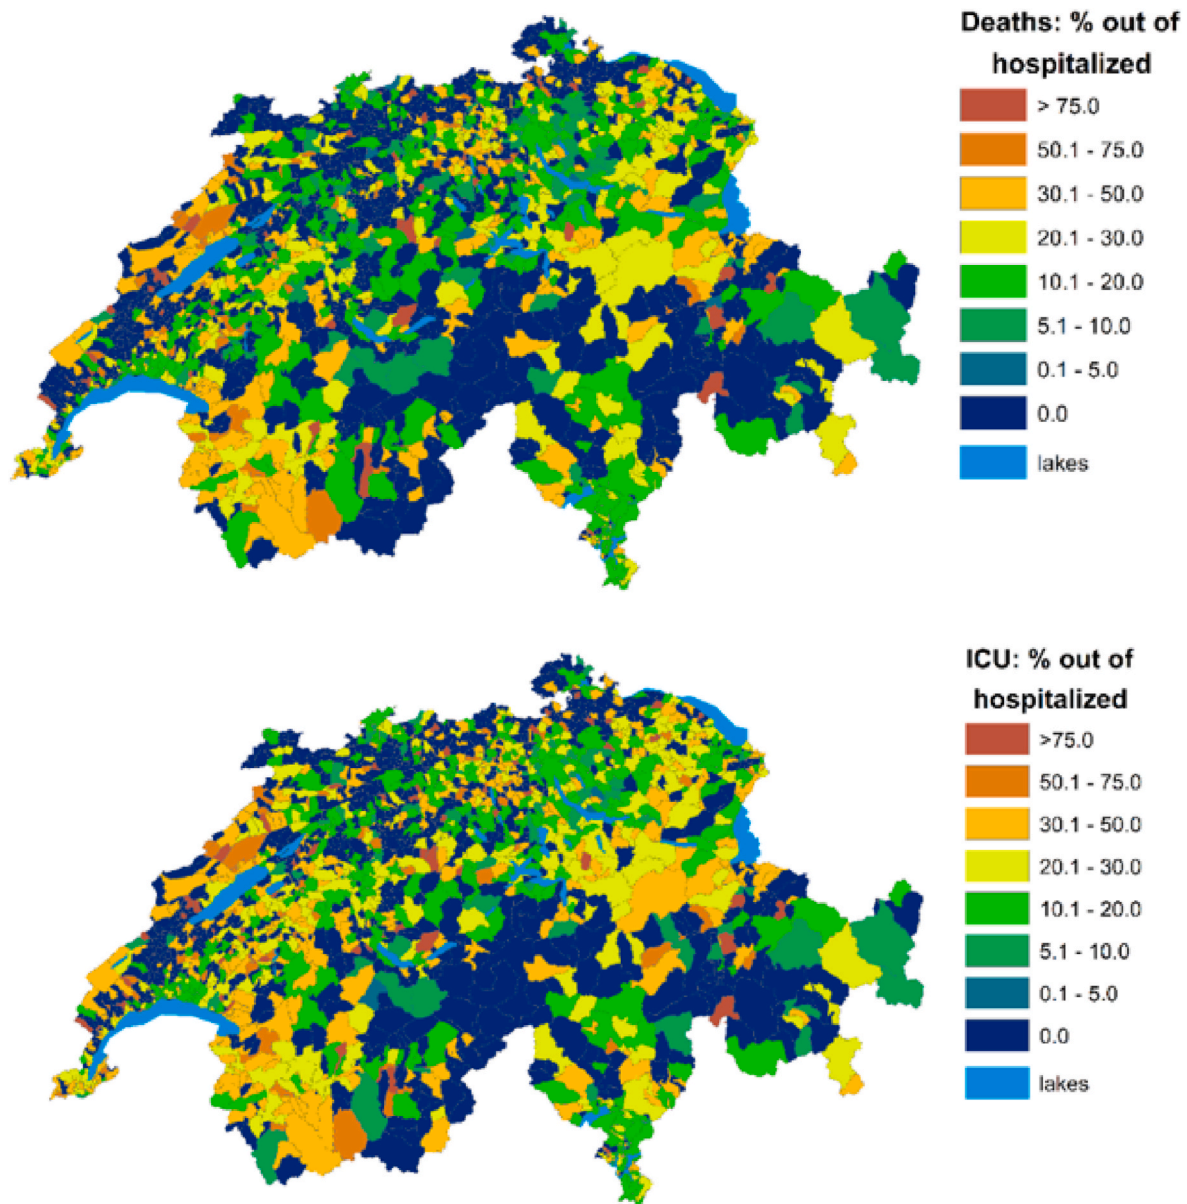 Deaths: % out of
hospitalized
> 75.0
50.1 - 75.0
30.1 - 50.0
20.1 - 30.0
10.1 - 20.0
5.1 - 10.0
0.1 - 5.0
0.0
lakes
ICU: % out of
hospitalized
>75.0
50.1 - 75.0
30.1 - 50.0
20.1 - 30.0
10.1 - 20.0
5.1 - 10.0
0.1 - 5.0
0.0
lakes